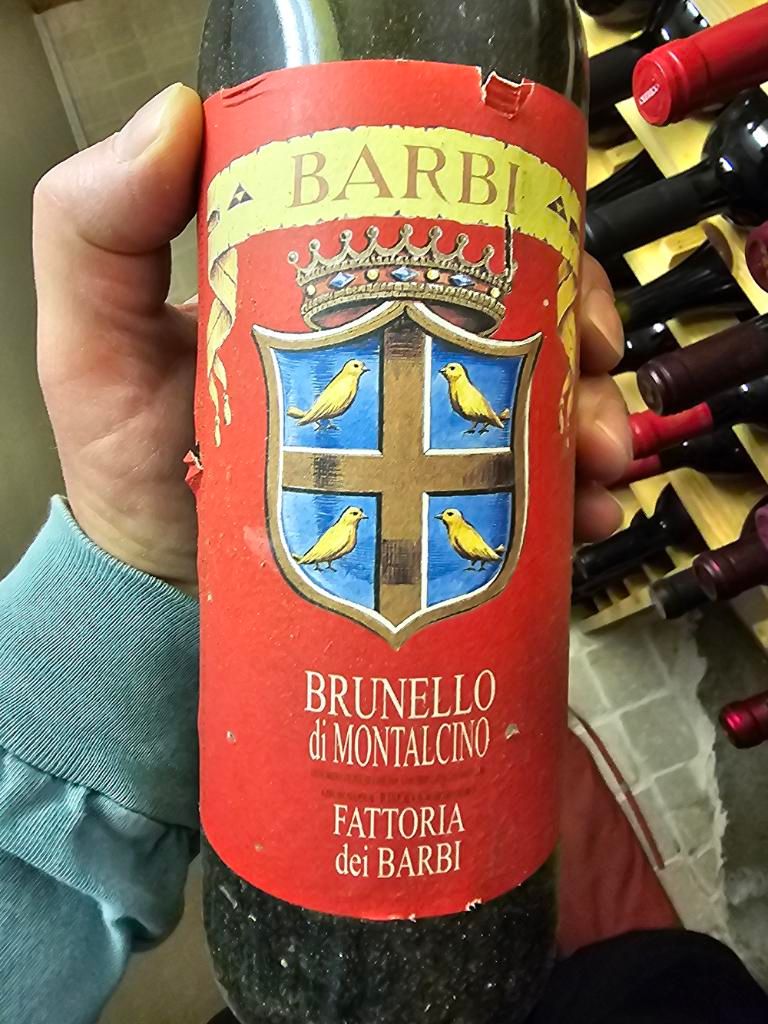 BARBI
BRUNELLO
di MONTALCINO
FATTORIA
dei BARBI